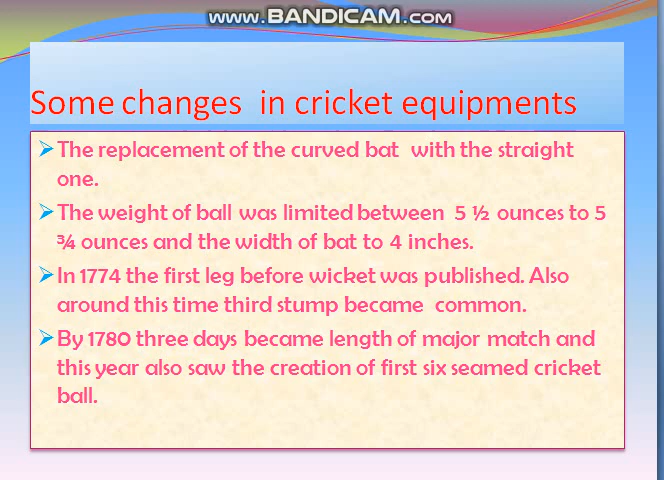 www.BANDICAM.com
Some changes in cricket equipments
The replacement of the curved bat with the straight
one.
The weight of ball was limited between 5 ½ ounces to 5
¾ ounces and the width of bat to 4 inches.
In 1774 the first leg before wicket was published. Also
around this time third stump became common.
By 1780 three days became length of major match and
this year also saw the creation of first six seamed cricket
ball.